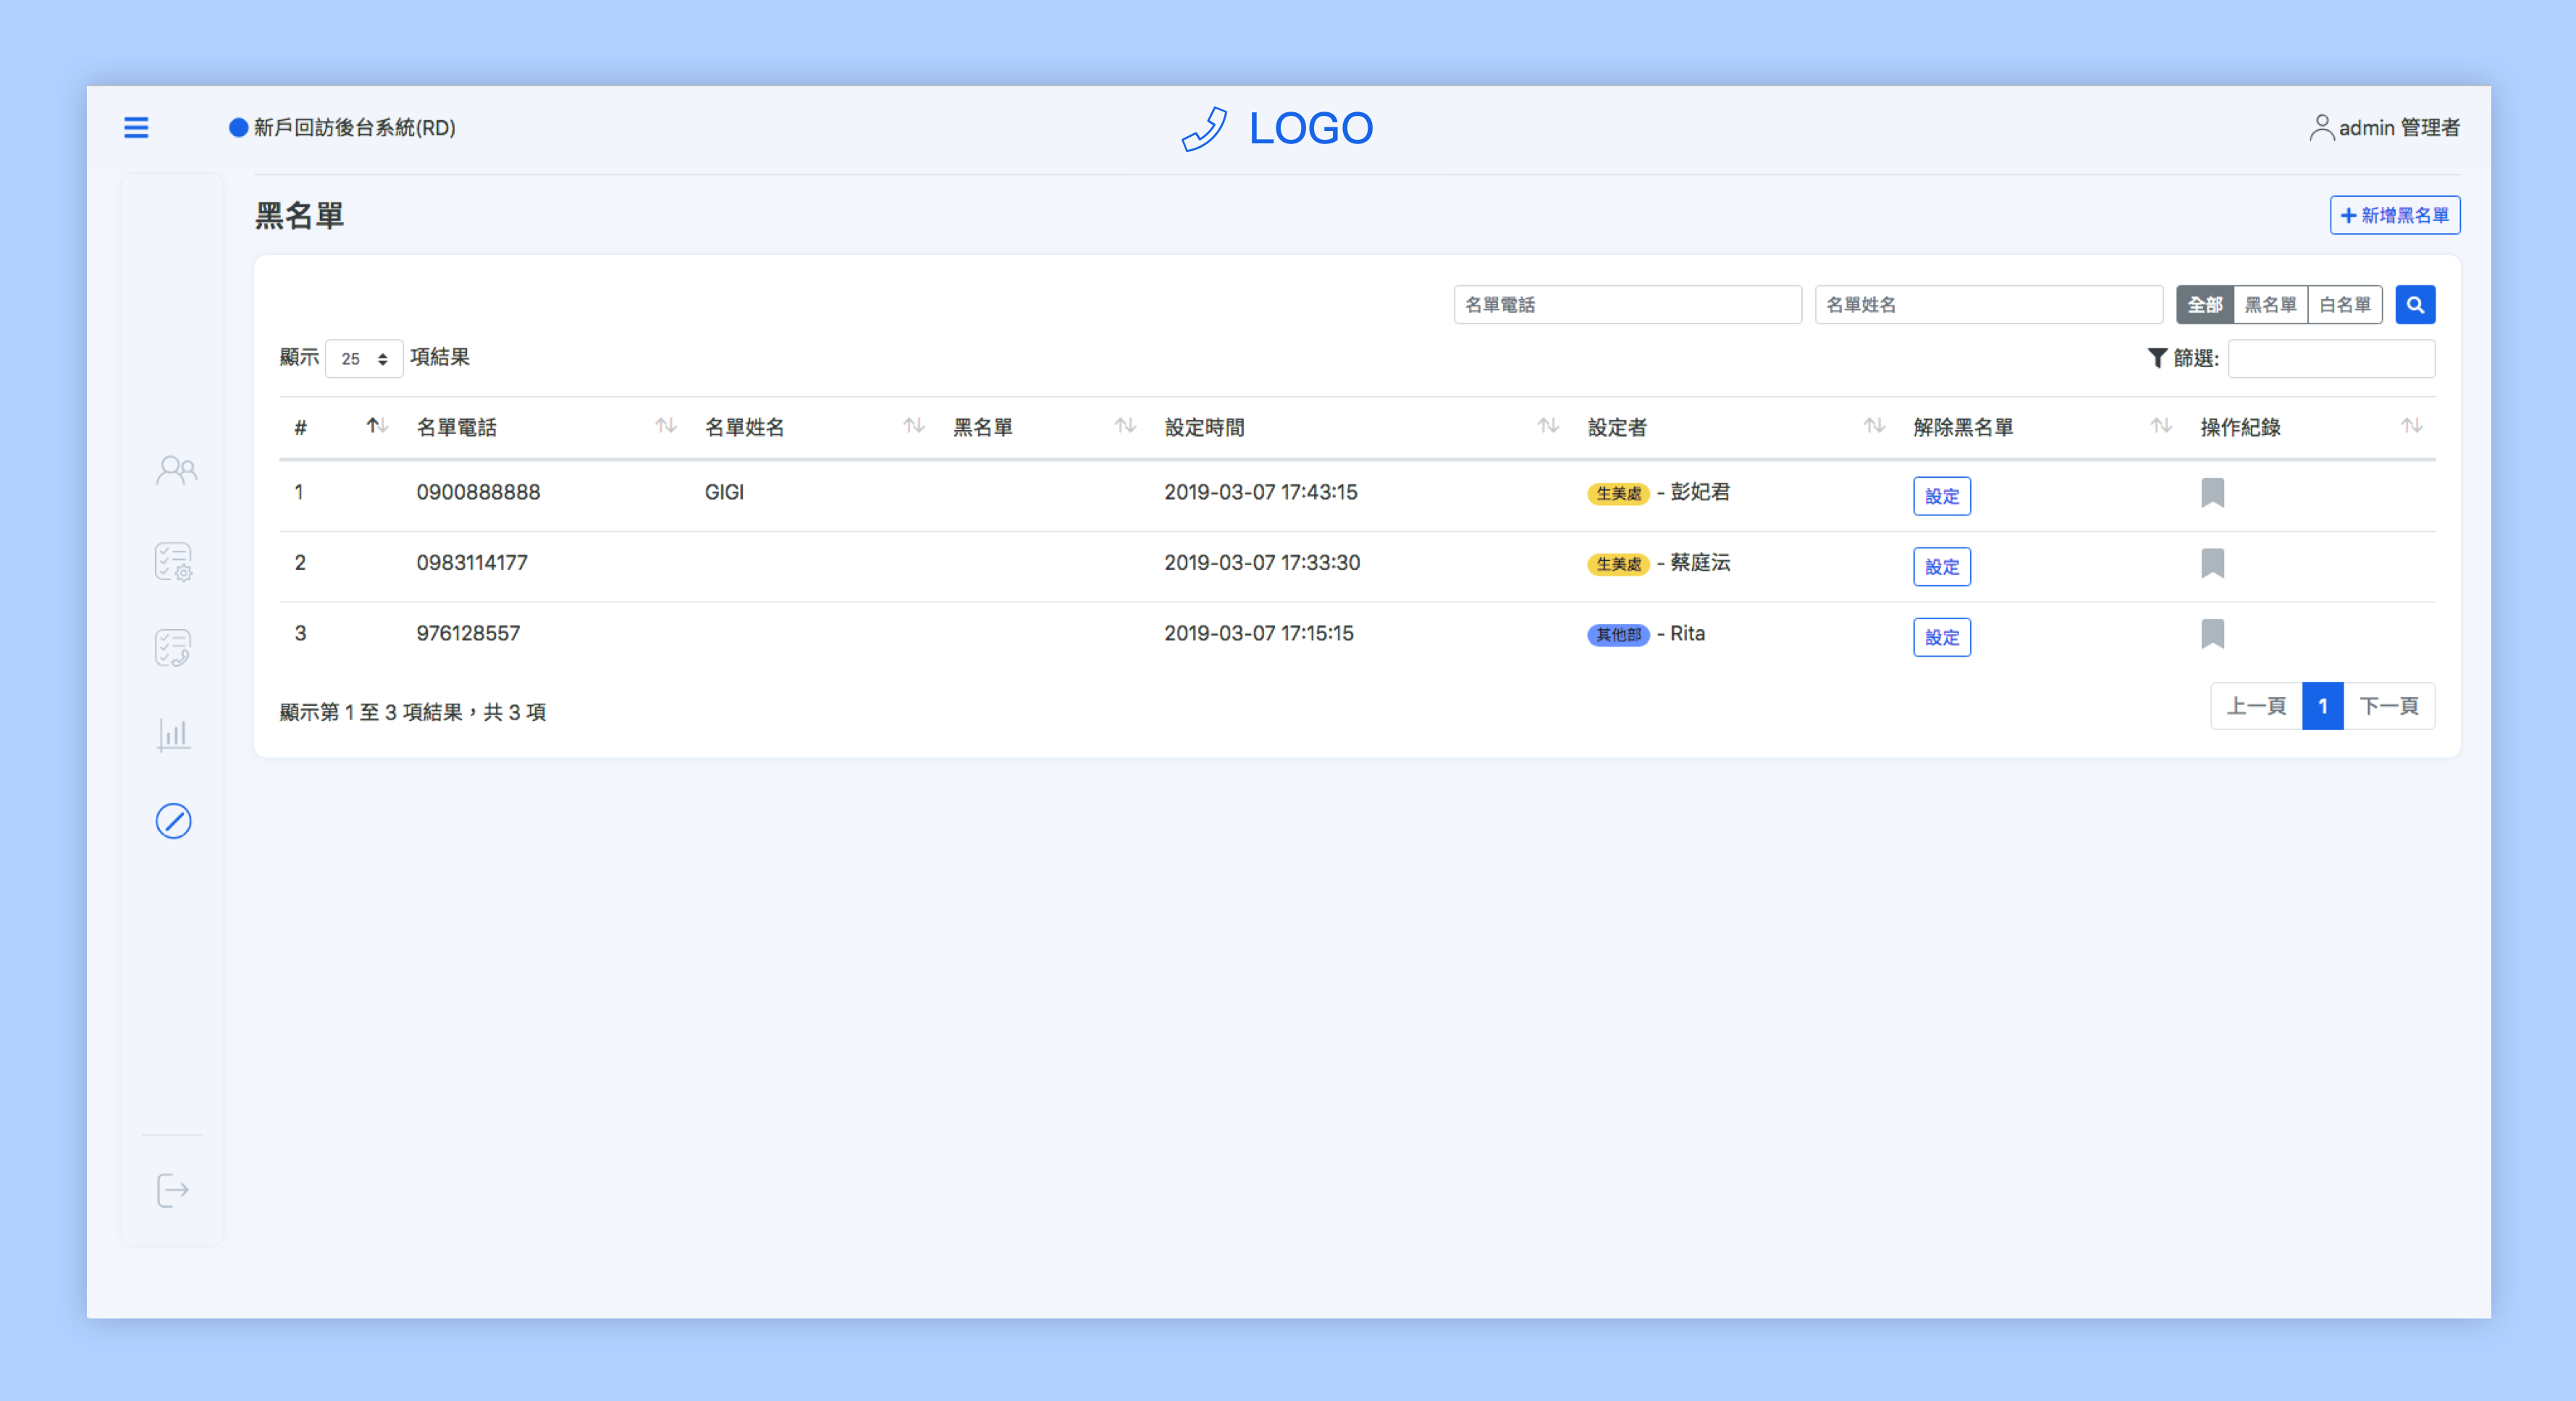 新戶回訪後台系統(RD)
LOGO
admin 管理者
黑名單
新增黑名單
名單電話 名單姓名 全部 黑名單 白名單
顯示 25 項結果 篩選:
# 名單電話 名單姓名 黑名單 設定時間 設定者 解除黑名單 操作紀錄
1 0900888888 GIGI 2019-03-07 17:43:15 生美處 - 彭妃君 設定
2 0983114177 2019-03-07 17:33:30 生美處 - 蔡庭沄 設定
3 976128557 2019-03-07 17:15:15 其他部 - Rita 設定
顯示第 1 至 3 項結果，共 3 項
上一頁 1 下一頁